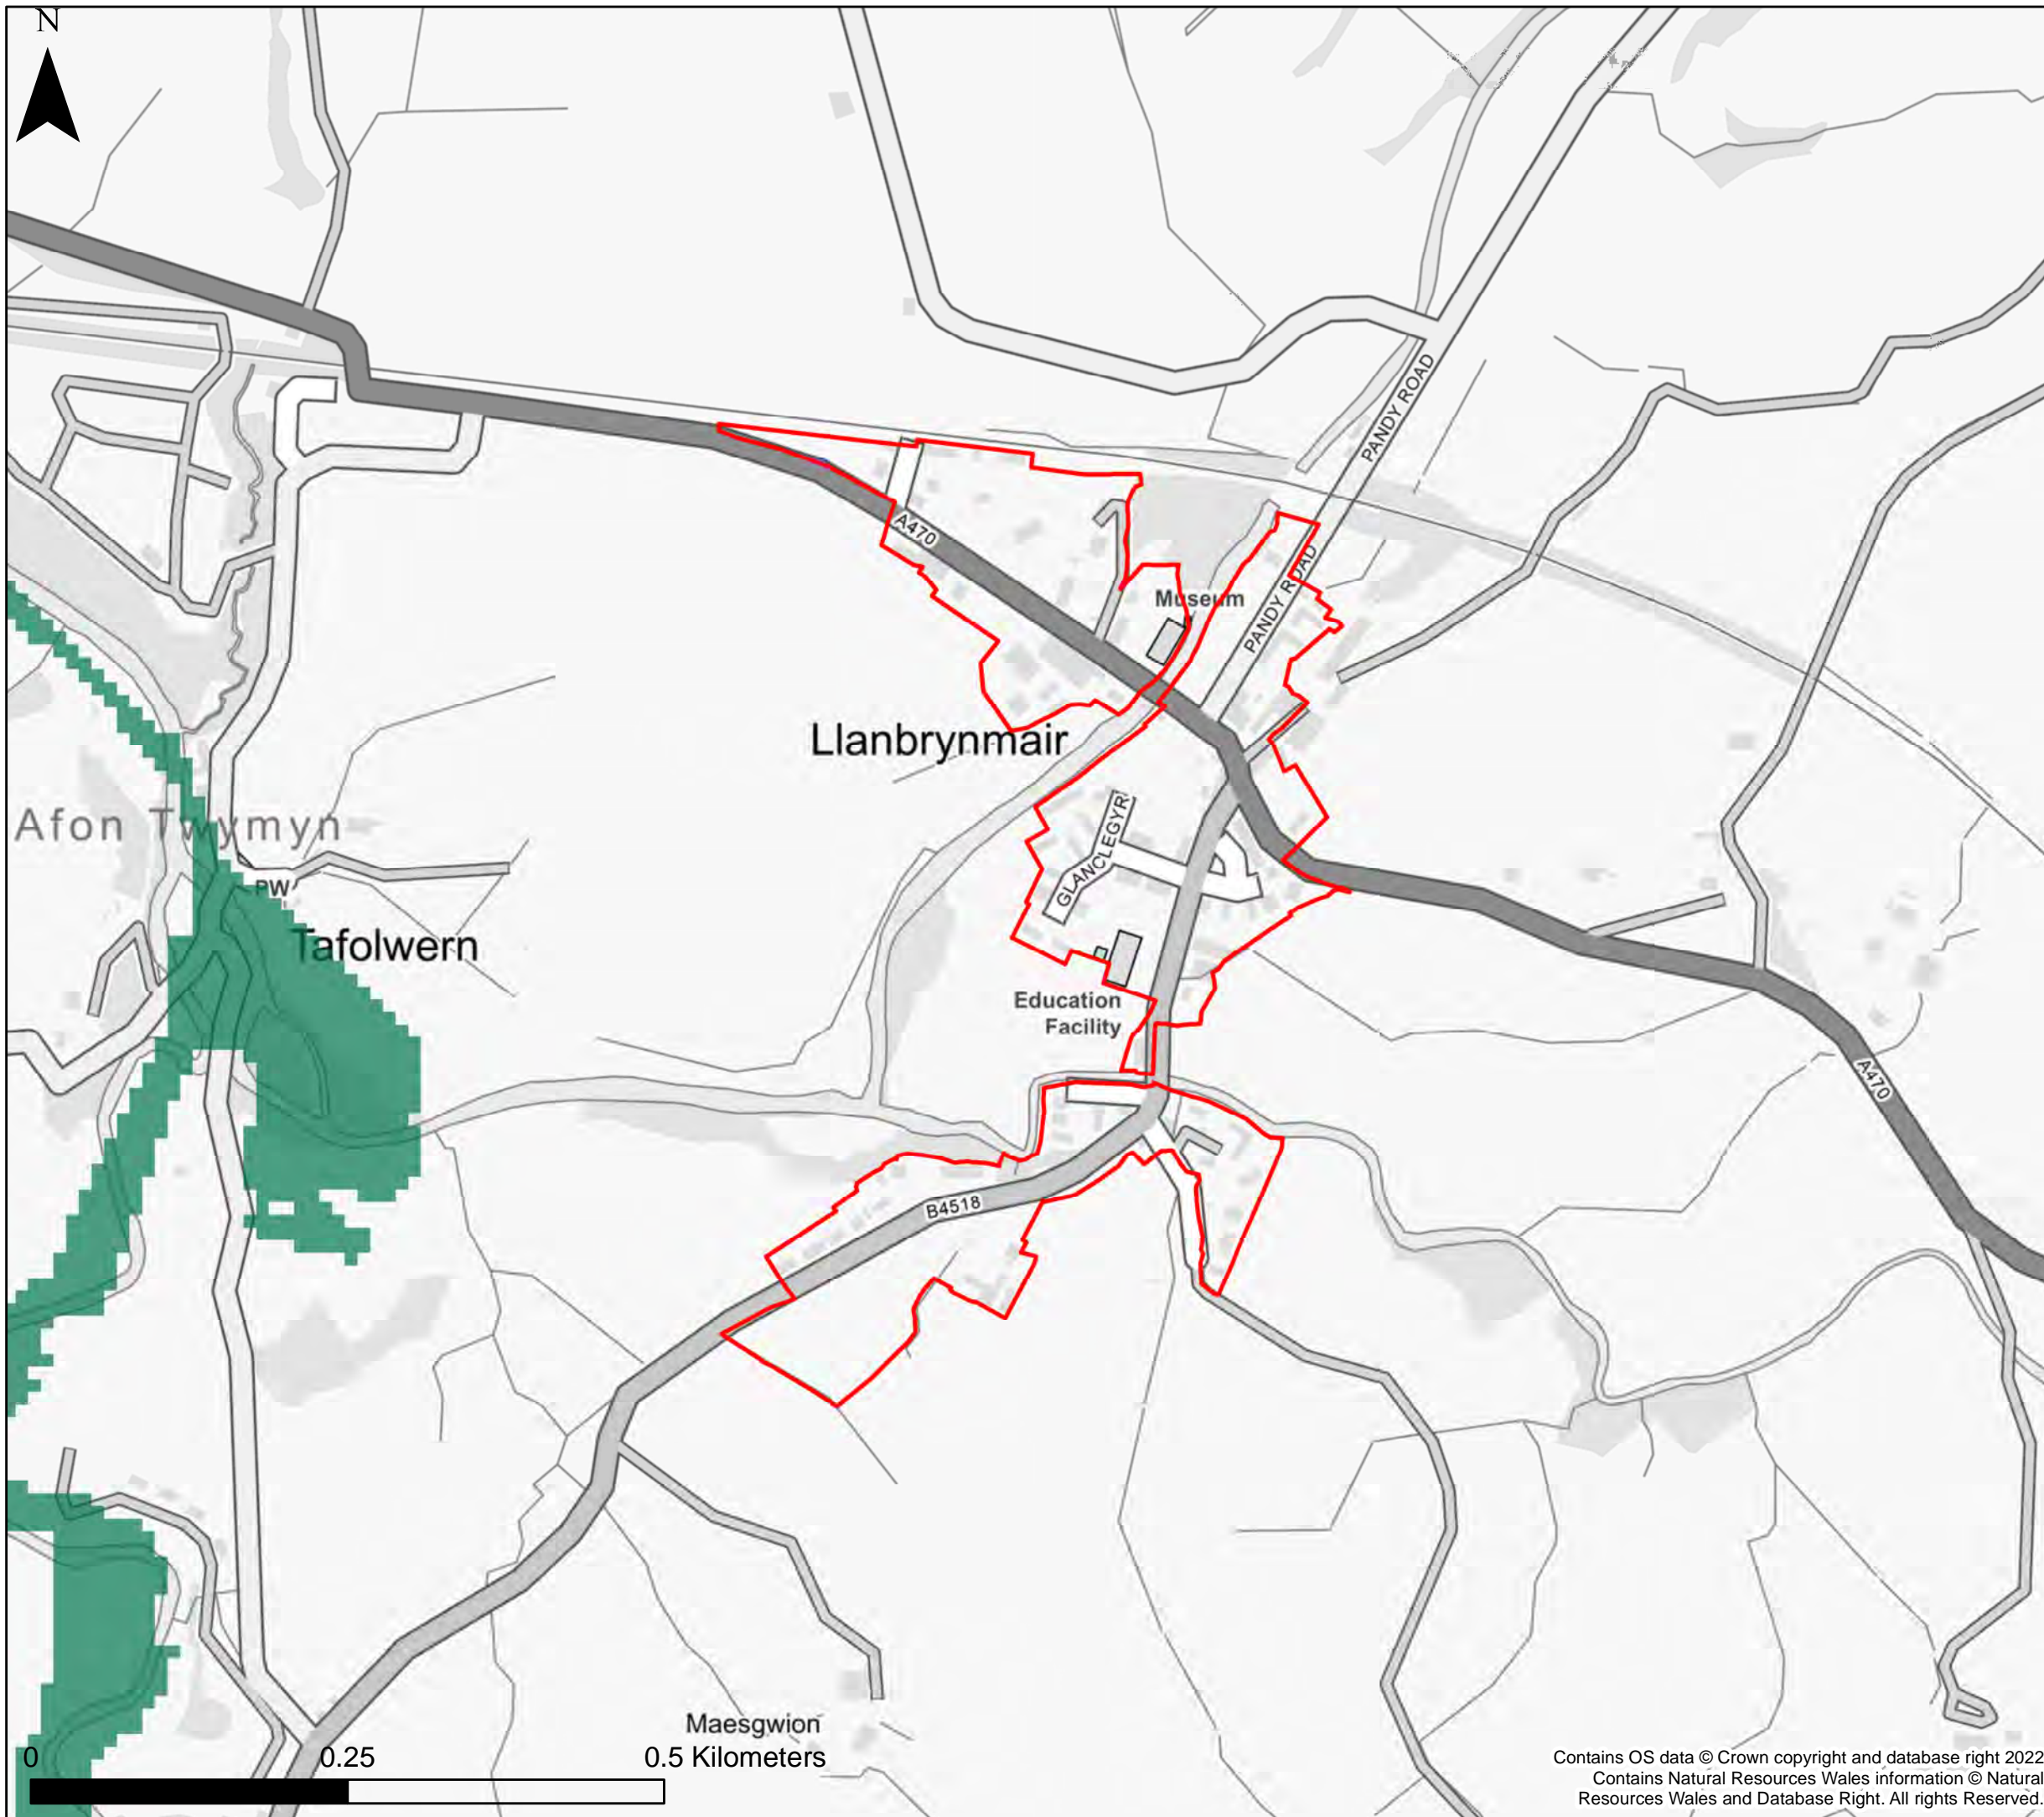 N
PANDY ROAD
A470
PANDY ROAD
Museum
Llanbrynmair
Afon Twymyn
GLANCLEGYR
PW
Tafolwern
Education
Facility
A470
B4518
Maesgwion
0 0.25 0.5 Kilometers
Contains OS data © Crown copyright and database right 2022
Contains Natural Resources Wales information © Natural
Resources Wales and Database Right. All rights Reserved.